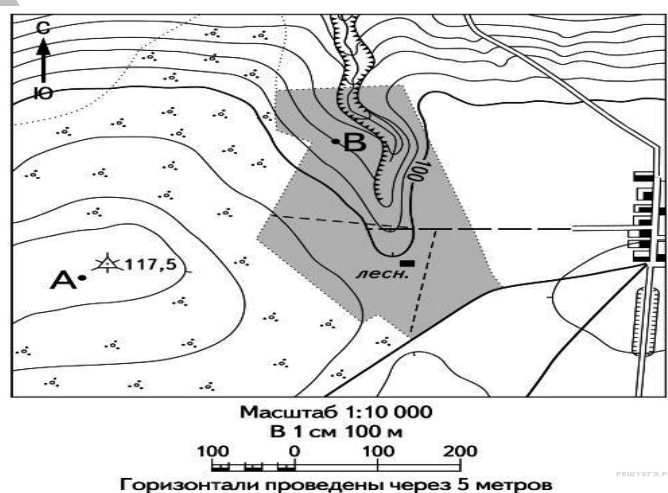 С
Ю
В
100
А
117,5
лесн.
Масштаб 1:10 000
В 1 см 100 м
100 0 100 200
Горизонтали проведены через 5 метров
РЕШУЕГЭ.Р